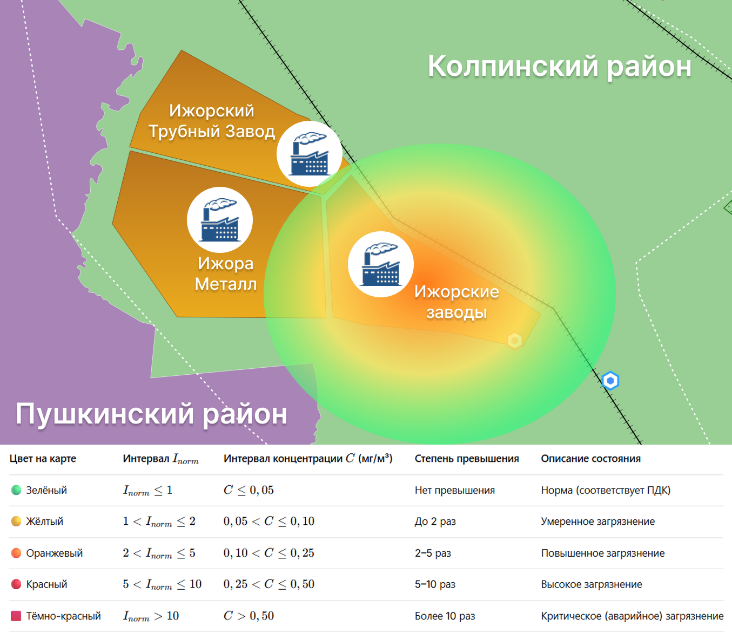 Колпинский район
Ижорский
Трубный Завод
Ижора
Металл
Ижорские
заводы
Пушкинский район
Цвет на карте Интервал I_norm Интервал концентрации C (мг/м³) Степень превышения Описание состояния
Зелёный I_norm ≤ 1 C ≤ 0,05 Нет превышения Норма (соответствует ПДК)
Жёлтый 1 < I_norm ≤ 2 0,05 < C ≤ 0,10 До 2 раз Умеренное загрязнение
Оранжевый 2 < I_norm ≤ 5 0,10 < C ≤ 0,25 2–5 раз Повышенное загрязнение
Красный 5 < I_norm ≤ 10 0,25 < C ≤ 0,50 5–10 раз Высокое загрязнение
Тёмно-красный I_norm > 10 C > 0,50 Более 10 раз Критическое (аварийное) загрязнение